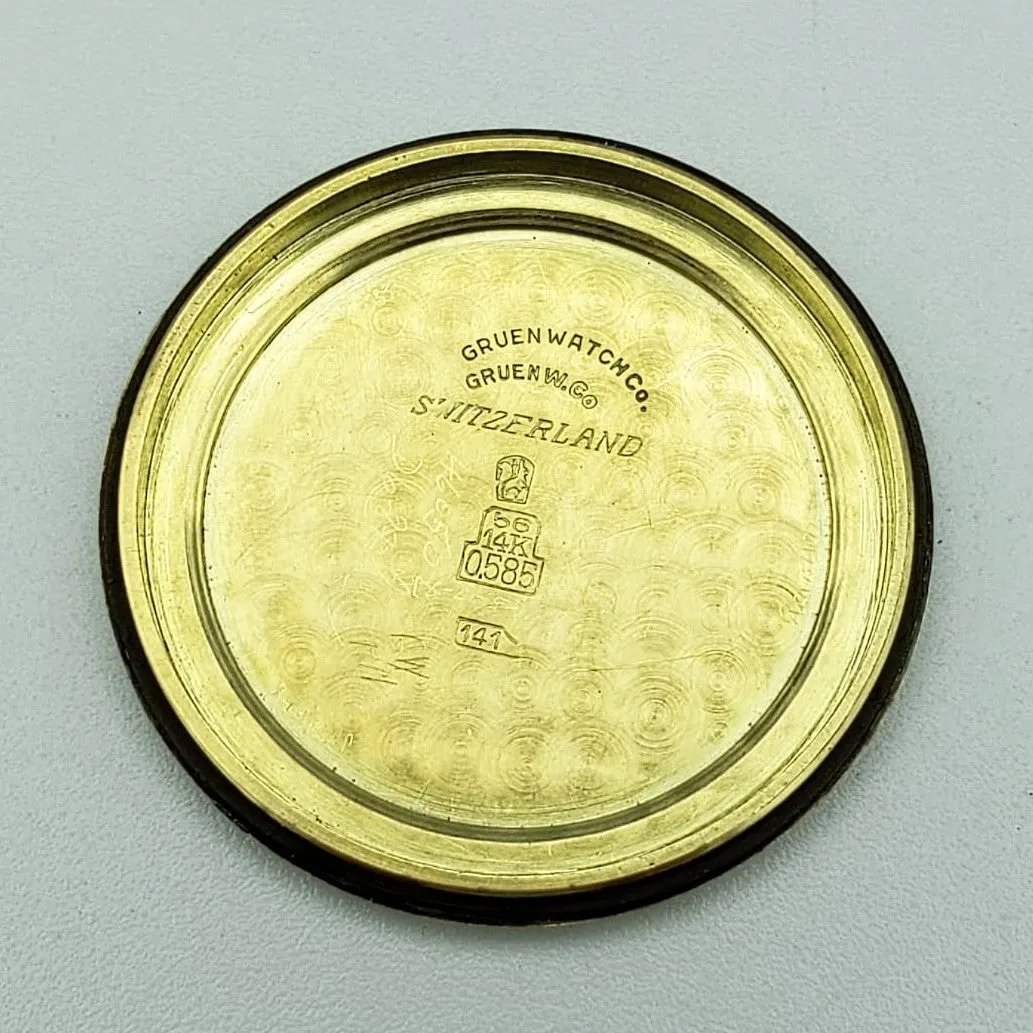 GRUEN WATCH CO.
GRUEN W. Co
SWITZERLAND
56
14K
0.585
141